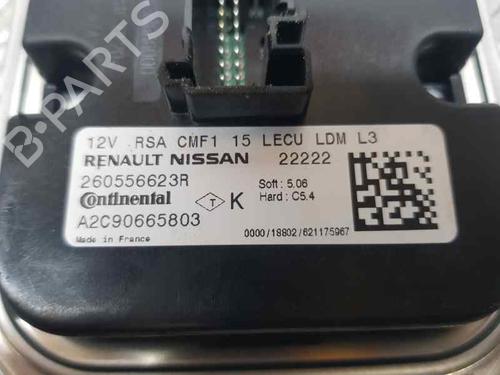 B-PARTS
12V RSA CMF1 15 LECU LDM L3
RENAULT NISSAN 22222
260556623R
Soft : 5.06
Continental T K Hard : C5.4
A2C90665803
Made in France 0000/18802/621175967